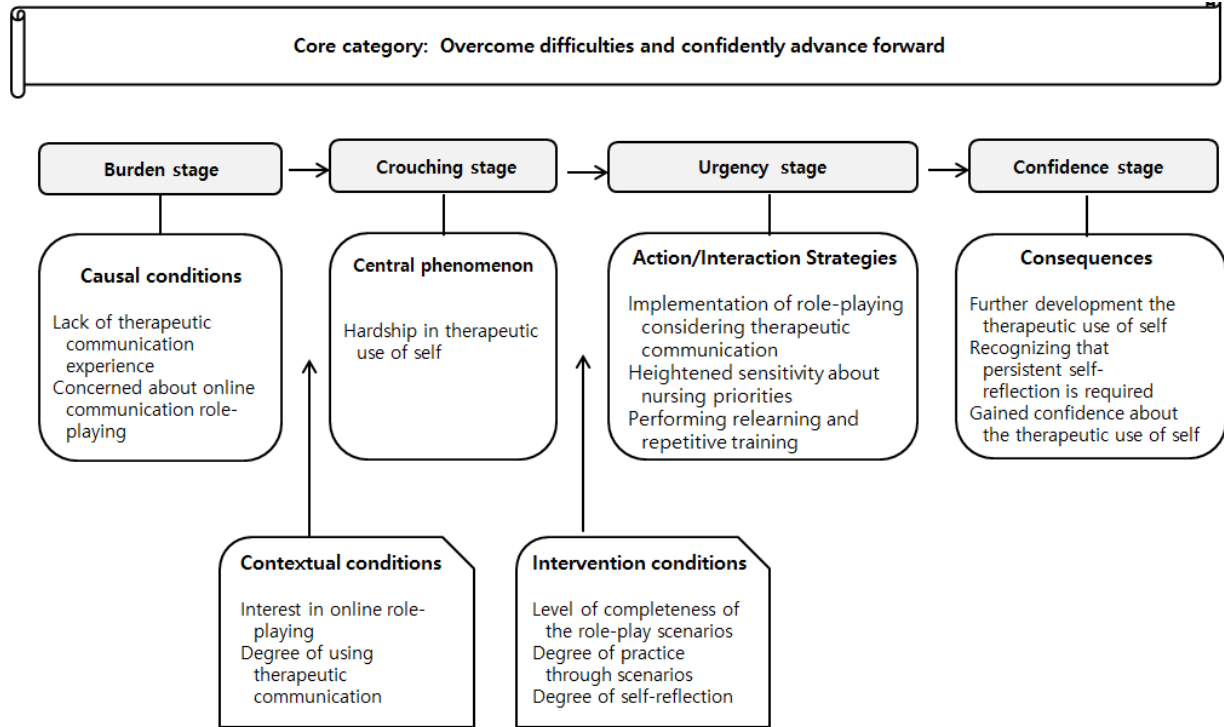 Core category: Overcome difficulties and confidently advance forward
Burden stage
Crouching stage
Urgency stage
Confidence stage
Causal conditions
Lack of therapeutic
communication
experience
Concerned about online
communication role-
playing
Central phenomenon
Hardship in therapeutic
use of self
Action/Interaction Strategies
Implementation of role-playing
considering therapeutic
communication
Heightened sensitivity about
nursing priorities
Performing relearning and
repetitive training
Consequences
Further development the
therapeutic use of self
Recognizing that
persistent self-
reflection is required
Gained confidence about
the therapeutic use of self
Contextual conditions
Interest in online role-
playing
Degree of using
therapeutic
communication
Intervention conditions
Level of completeness of
the role-play scenarios
Degree of practice
through scenarios
Degree of self-reflection